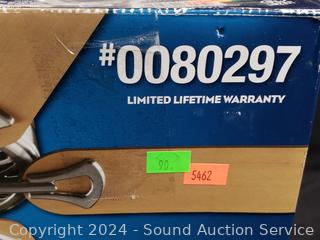 #0080297
LIMITED LIFETIME WARRANTY
90.
5462
Copyright © 2024 - Sound Auction Service